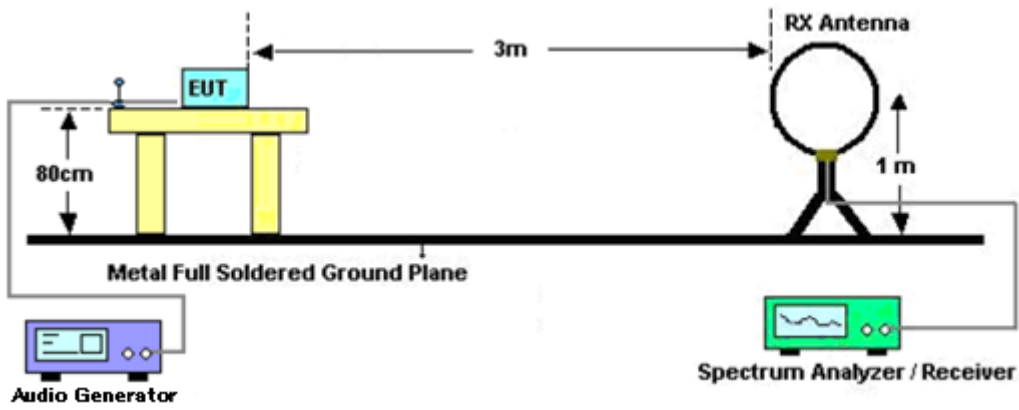 RX Antenna
3m
EUT
80cm
1 m
Metal Full Soldered Ground Plane
Spectrum Analyzer / Receiver
Audio Generator